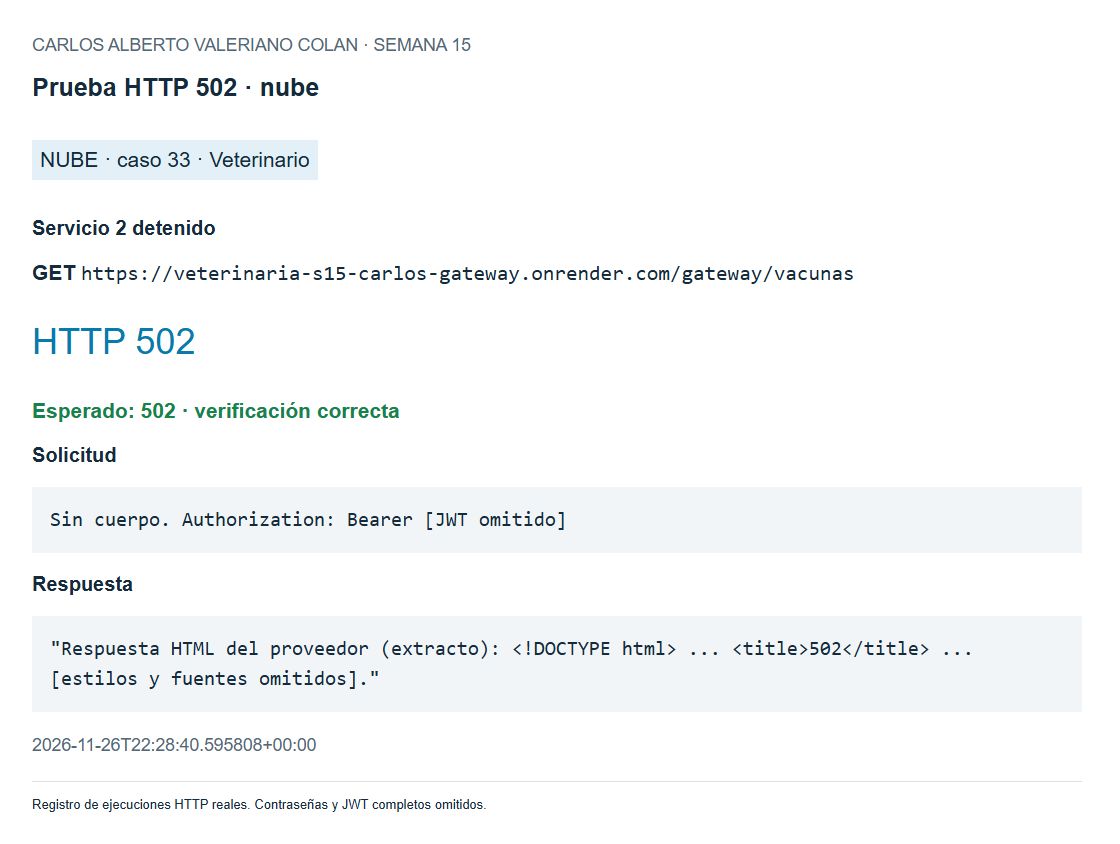 CARLOS ALBERTO VALERIANO COLAN · SEMANA 15
Prueba HTTP 502 · nube
NUBE · caso 33 · Veterinario
Servicio 2 detenido
GET https://veterinaria-s15-carlos-gateway.onrender.com/gateway/vacunas
HTTP 502
Esperado: 502 · verificación correcta
Solicitud
Sin cuerpo. Authorization: Bearer [JWT omitido]
Respuesta
"Respuesta HTML del proveedor (extracto): <!DOCTYPE html> ... <title>502</title> ...
[estilos y fuentes omitidos]."
2026-11-26T22:28:40.595808+00:00
Registro de ejecuciones HTTP reales. Contraseñas y JWT completos omitidos.